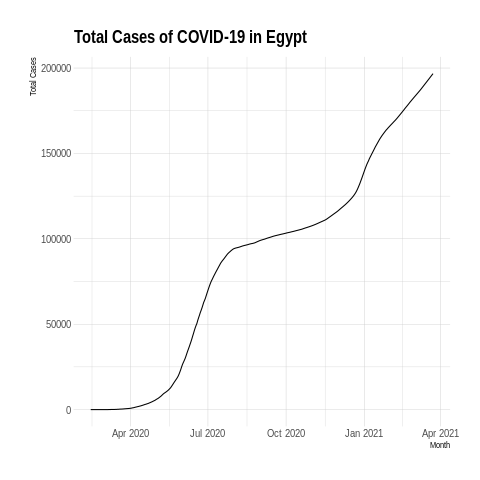 Total Cases of COVID-19 in Egypt
Total Cases
200000
150000
100000
50000
0
Apr 2020 Jul 2020 Oct 2020 Jan 2021 Apr 2021
Month